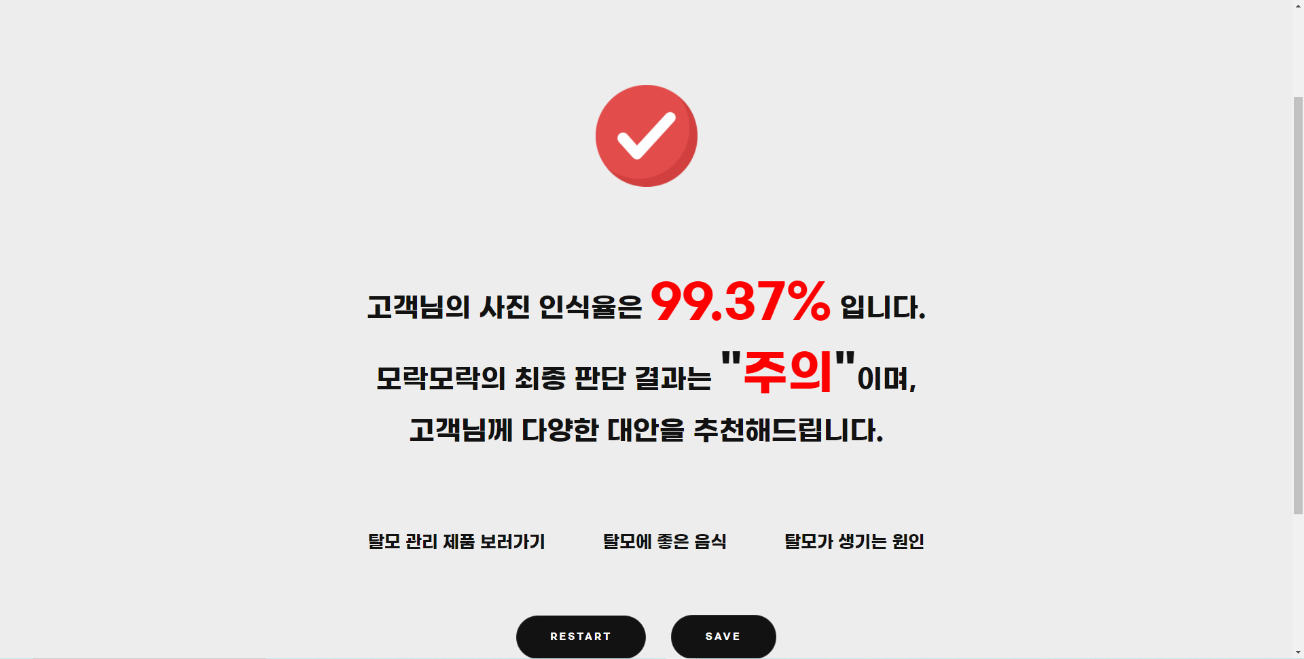 고객님의 사진 인식율은 99.37% 입니다.
모락모락의 최종 판단 결과는 "주의"이며,
고객님께 다양한 대안을 추천해드립니다.
탈모 관리 제품 보러가기 탈모에 좋은 음식 탈모가 생기는 원인
RESTART SAVE